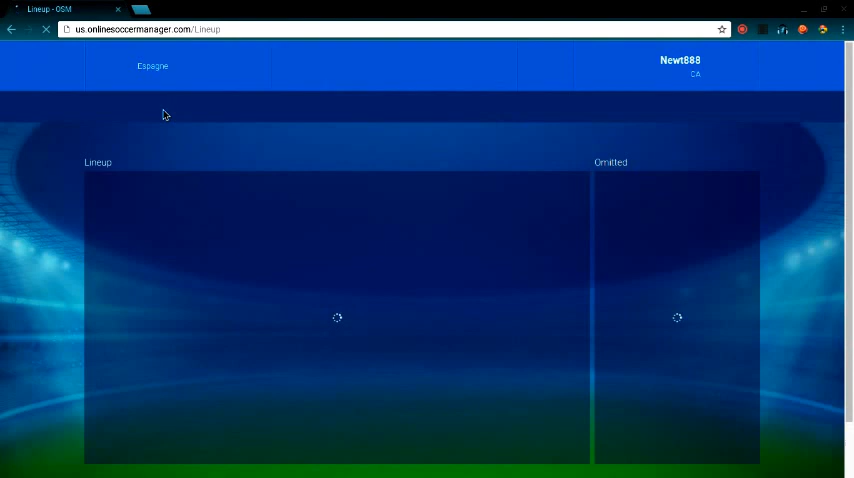 Lineup - OSM
us.onlinesoccermanager.com/Lineup
Espagne
Newt888
CA
Lineup
Omitted